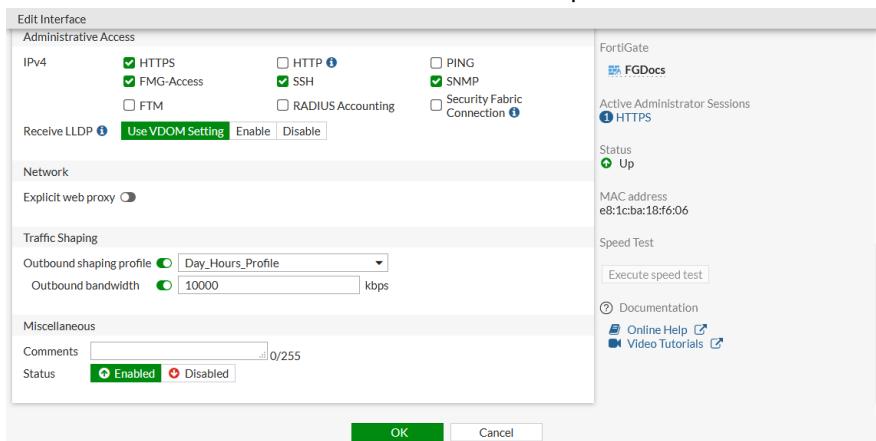 Edit Interface
Administrative Access
IPv4
HTTPS
HTTP
PING
FMG-Access
SSH
SNMP
FTM
RADIUS Accounting
Security Fabric
Connection
Receive LLDP
Use VDOM Setting
Enable
Disable
Network
Explicit web proxy
Traffic Shaping
Outbound shaping profile
Day_Hours_Profile
Outbound bandwidth
10000
kbps
Miscellaneous
Comments
0/255
Status
Enabled
Disabled
OK
Cancel
FortiGate
FGDocs
Active Administrator Sessions
1 HTTPS
Status
Up
MAC address
e8:1c:ba:18:f6:06
Speed Test
Execute speed test
Documentation
Online Help
Video Tutorials